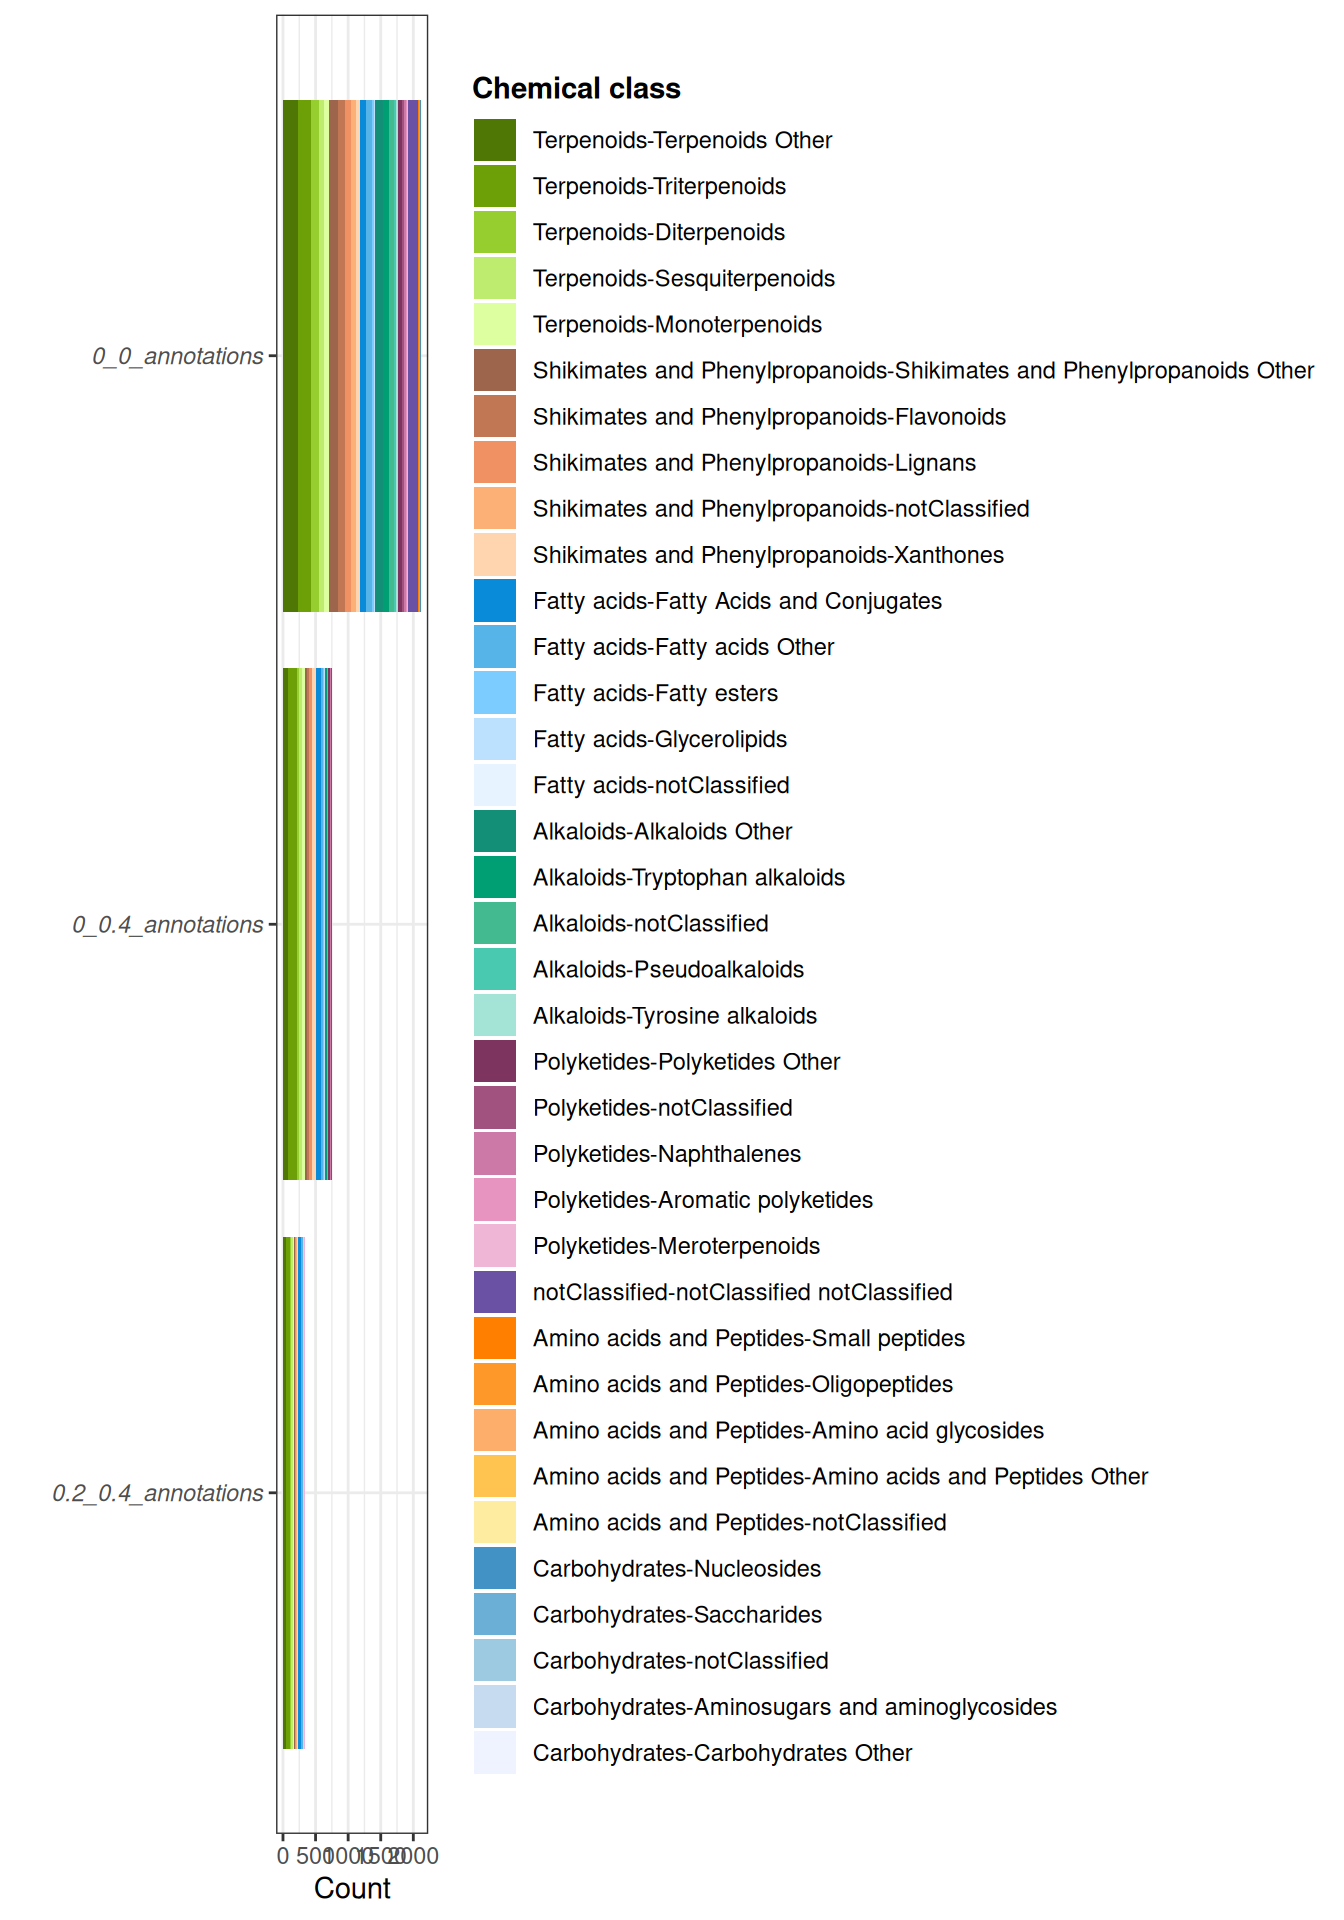 Chemical class
Terpenoids-Terpenoids Other
Terpenoids-Triterpenoids
Terpenoids-Diterpenoids
Terpenoids-Sesquiterpenoids
Terpenoids-Monoterpenoids
Shikimates and Phenylpropanoids-Shikimates and Phenylpropanoids Other
Shikimates and Phenylpropanoids-Flavonoids
Shikimates and Phenylpropanoids-Lignans
Shikimates and Phenylpropanoids-notClassified
Shikimates and Phenylpropanoids-Xanthones
Fatty acids-Fatty Acids and Conjugates
Fatty acids-Fatty acids Other
Fatty acids-Fatty esters
Fatty acids-Glycerolipids
Fatty acids-notClassified
Alkaloids-Alkaloids Other
Alkaloids-Tryptophan alkaloids
Alkaloids-notClassified
Alkaloids-Pseudoalkaloids
Alkaloids-Tyrosine alkaloids
Polyketides-Polyketides Other
Polyketides-notClassified
Polyketides-Naphthalenes
Polyketides-Aromatic polyketides
Polyketides-Meroterpenoids
notClassified-notClassified notClassified
Amino acids and Peptides-Small peptides
Amino acids and Peptides-Oligopeptides
Amino acids and Peptides-Amino acid glycosides
Amino acids and Peptides-Amino acids and Peptides Other
Amino acids and Peptides-notClassified
Carbohydrates-Nucleosides
Carbohydrates-Saccharides
Carbohydrates-notClassified
Carbohydrates-Aminosugars and aminoglycosides
Carbohydrates-Carbohydrates Other
0_0_annotations
0_0.4_annotations
0.2_0.4_annotations
0 500 1000 1500 2000
Count